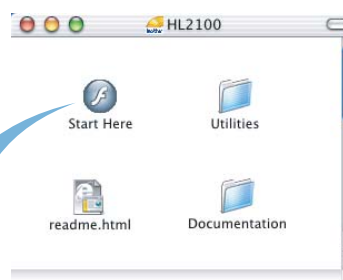 HL2100
Start Here
Utilities
readme.html
Documentation